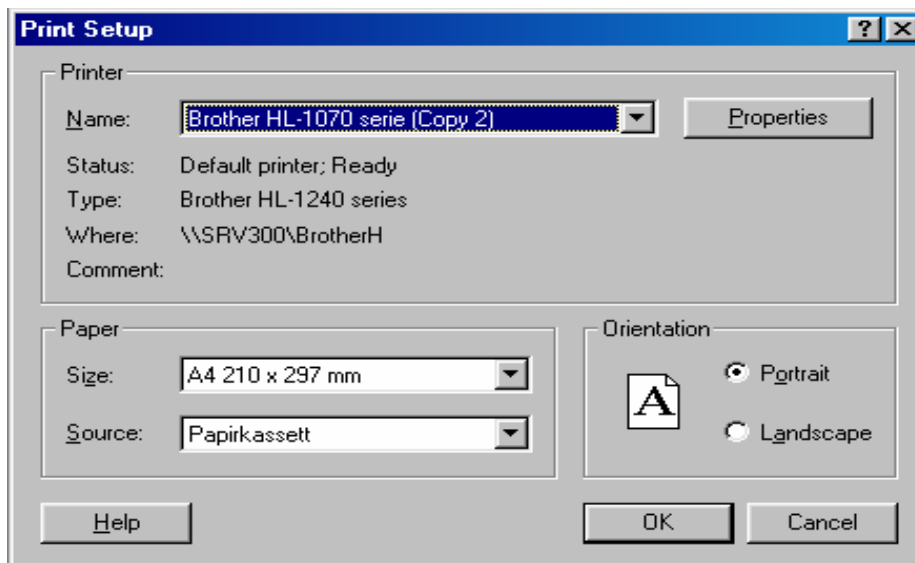 Print Setup
Printer
Name: Brother HL-1070 serie (Copy 2) Properties
Status: Default printer; Ready
Type: Brother HL-1240 series
Where: \\SRV300\BrotherH
Comment:
Paper
Size: A4 210 x 297 mm
Source: Papirkassett
Orientation
A
Portrait
Landscape
Help OK Cancel